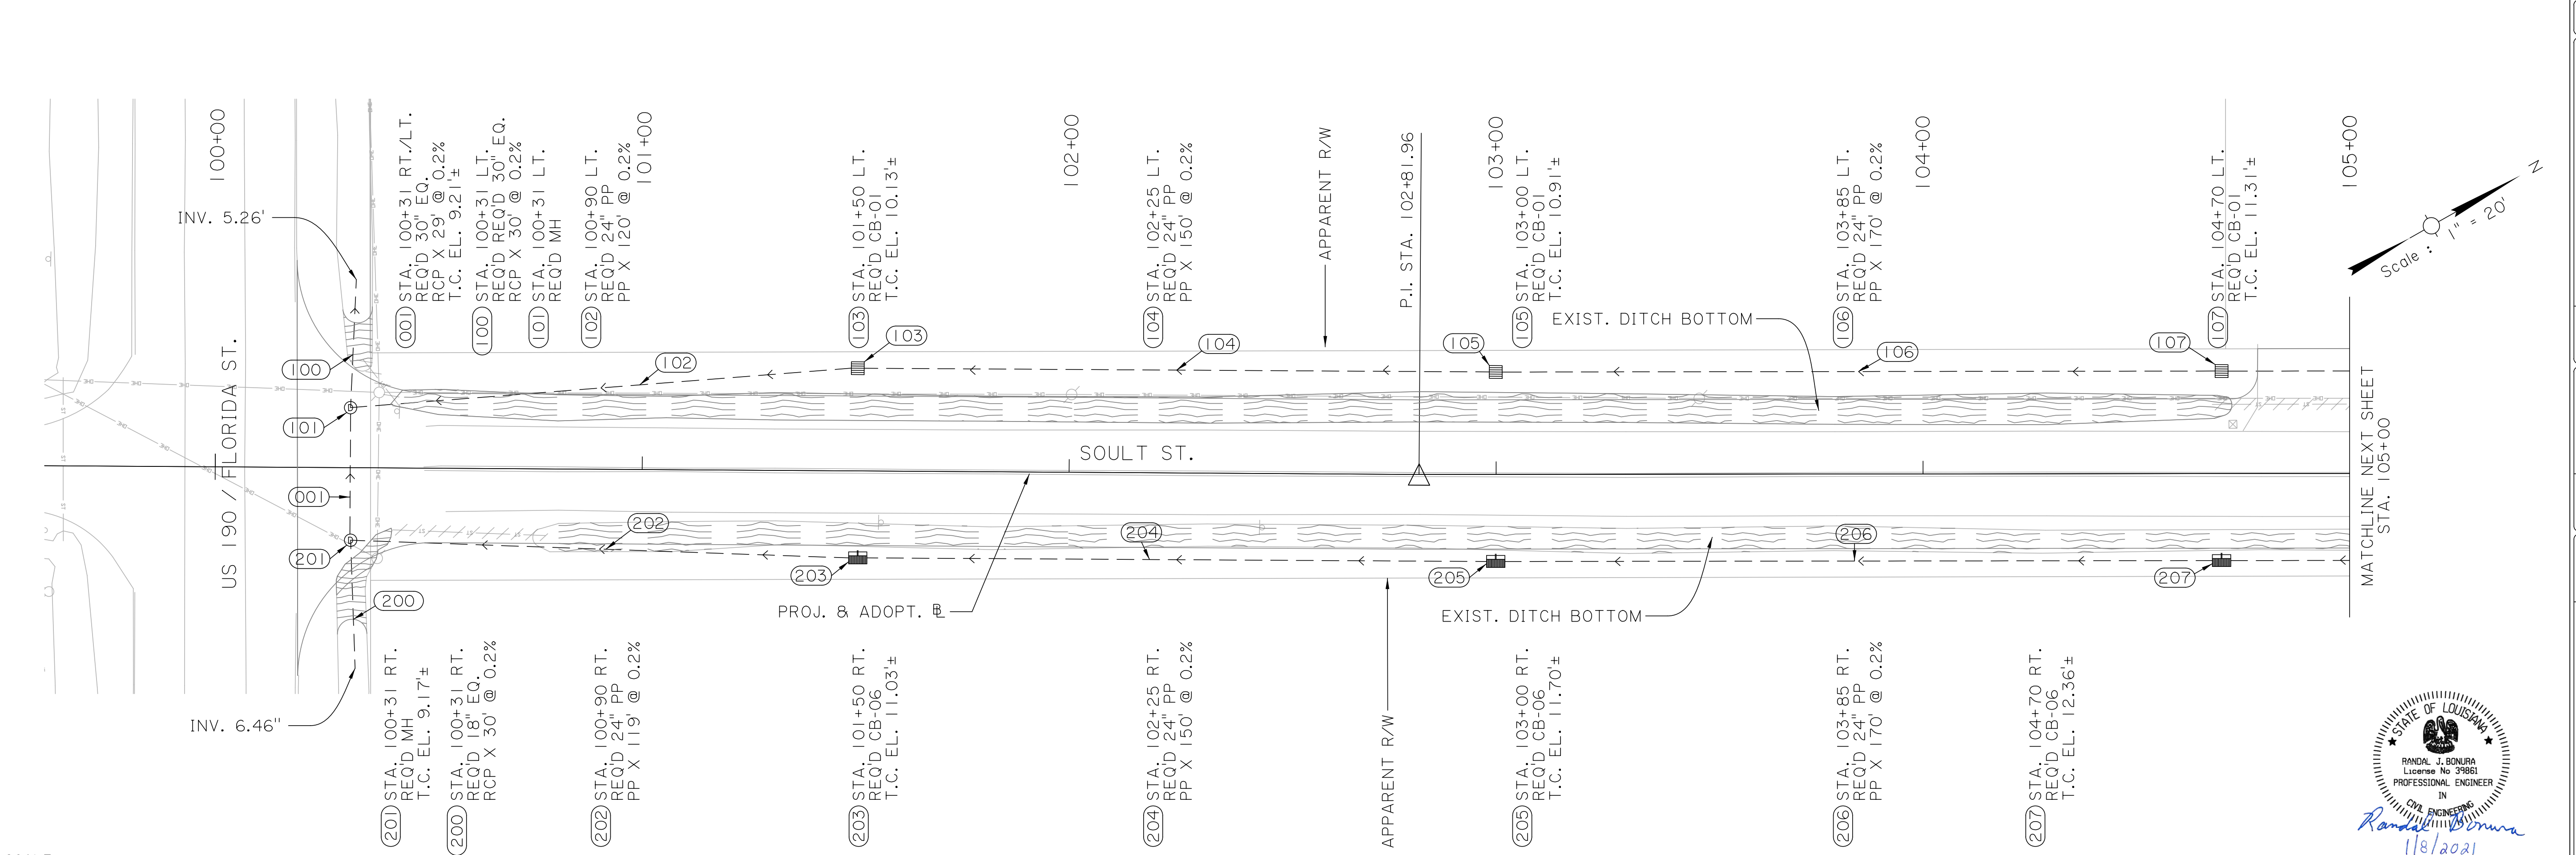 100+00
101+00
102+00
103+00
104+00
105+00
INV. 5.26'
001 STA. 100+31 RT./LT.
REQ'D 30" EQ.
RCP X 29' @ 0.2%
T.C. EL. 9.21'±
100 STA. 100+31 LT.
REQ'D REQ'D 30" EQ.
RCP X 30' @ 0.2%
101 STA. 100+31 LT.
REQ'D MH
102 STA. 100+90 LT.
REQ'D 24" PP
PP X 120' @ 0.2%
103 STA. 101+50 LT.
REQ'D CB-01
T.C. EL. 10.13'±
104 STA. 102+25 LT.
REQ'D 24" PP
PP X 150' @ 0.2%
APPARENT R/W
P.I. STA. 102+81.96
105 STA. 103+00 LT.
REQ'D CB-01
T.C. EL. 10.91'±
106 STA. 103+85 LT.
REQ'D 24" PP
PP X 170' @ 0.2%
107 STA. 104+70 LT.
REQ'D CB-01
T.C. EL. 11.31'±
N
Scale : 1" = 20'
EXIST. DITCH BOTTOM
100
102
103
104
105
106
107
101
US 190 / FLORIDA ST.
SOULT ST.
MATCHLINE NEXT SHEET
STA. 105+00
001
201
202
203
204
205
206
207
200
PROJ. & ADOPT. BL
EXIST. DITCH BOTTOM
INV. 6.46"
201 STA. 100+31 RT.
REQ'D MH
T.C. EL. 9.17'±
200 STA. 100+31 RT.
REQ'D 18" EQ.
RCP X 30' @ 0.2%
202 STA. 100+90 RT.
REQ'D 24" PP
PP X 119' @ 0.2%
203 STA. 101+50 RT.
REQ'D CB-06
T.C. EL. 11.03'±
204 STA. 102+25 RT.
REQ'D 24" PP
PP X 150' @ 0.2%
APPARENT R/W
205 STA. 103+00 RT.
REQ'D CB-06
T.C. EL. 11.70'±
206 STA. 103+85 RT.
REQ'D 24" PP
PP X 170' @ 0.2%
207 STA. 104+70 RT.
REQ'D CB-06
T.C. EL. 12.36'±
STATE OF LOUISIANA
RANDAL J. BONURA
License No 39861
PROFESSIONAL ENGINEER
IN
CIVIL ENGINEERING
Randal Bonura
1/8/2021